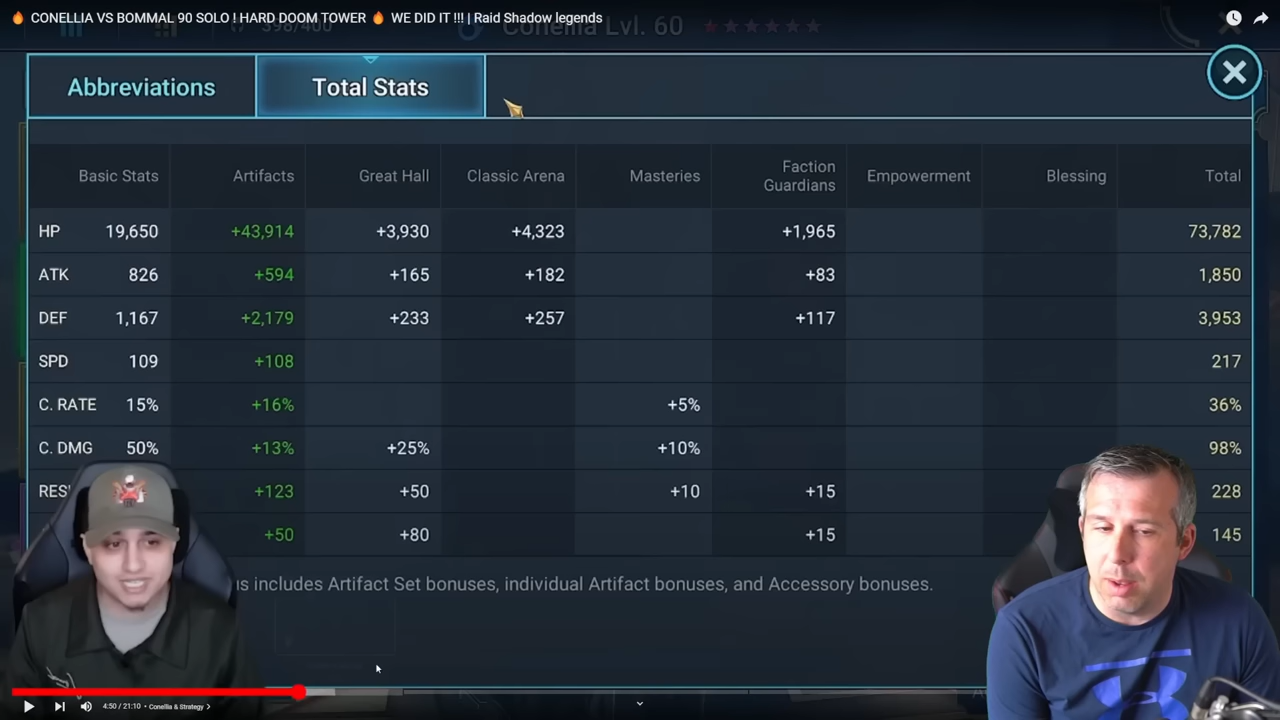 🔥 CONELLIA VS BOMMAL 90 SOLO ! HARD DOOM TOWER 🔥 WE DID IT !!! | Raid Shadow legends
Conellia Lvl. 60
Abbreviations Total Stats
Basic Stats Artifacts Great Hall Classic Arena Masteries Faction Guardians Empowerment Blessing Total
HP 19,650 +43,914 +3,930 +4,323 +1,965 73,782
ATK 826 +594 +165 +182 +83 1,850
DEF 1,167 +2,179 +233 +257 +117 3,953
SPD 109 +108 217
C. RATE 15% +16% +5% 36%
C. DMG 50% +13% +25% +10% 98%
RES +123 +50 +10 +15 228
+50 +80 +15 145
us includes Artifact Set bonuses, individual Artifact bonuses, and Accessory bonuses.
4:50 / 21:10 • Conellia & Strategy >